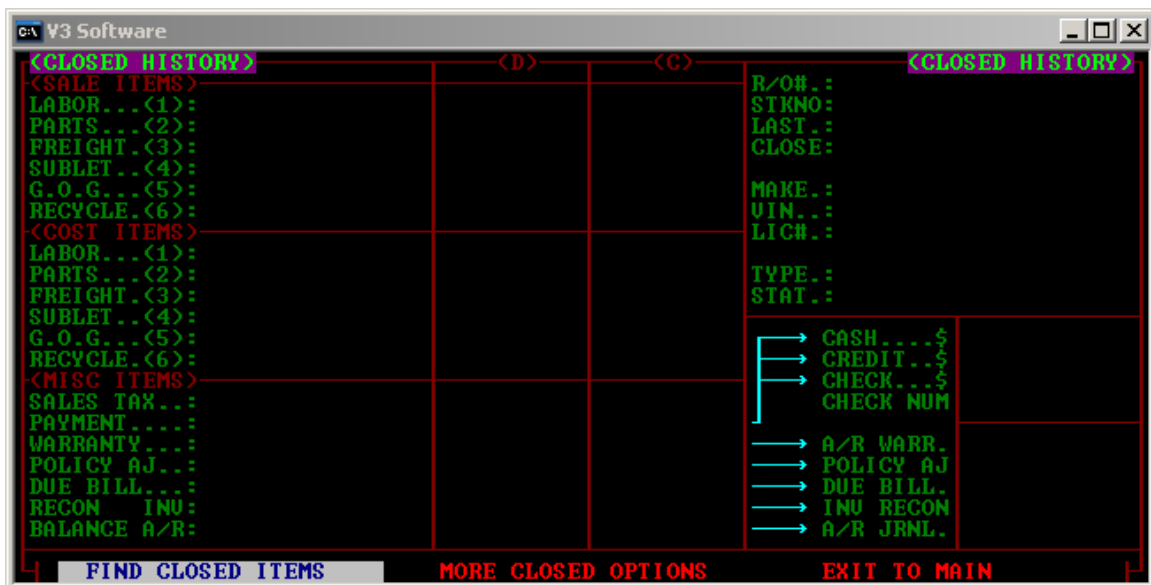 V3 Software
<CLOSED HISTORY> <D> <C> <CLOSED HISTORY>
<SALE ITEMS>
LABOR...<1>:
PARTS...<2>:
FREIGHT.<3>:
SUBLET..<4>:
G.O.G...<5>:
RECYCLE.<6>:
<COST ITEMS>
LABOR...<1>:
PARTS...<2>:
FREIGHT.<3>:
SUBLET..<4>:
G.O.G...<5>:
RECYCLE.<6>:
<MISC ITEMS>
SALES TAX..:
PAYMENT....:
WARRANTY...:
POLICY AJ..:
DUE BILL...:
RECON INV:
BALANCE A/R:
R/O#.:
STKNO:
LAST.:
CLOSE:
MAKE.:
VIN..:
LIC#.:
TYPE.:
STAT.:
CASH....$
CREDIT..$
CHECK...$
CHECK NUM
A/R WARR.
POLICY AJ
DUE BILL.
INV RECON
A/R JRNL.
FIND CLOSED ITEMS MORE CLOSED OPTIONS EXIT TO MAIN